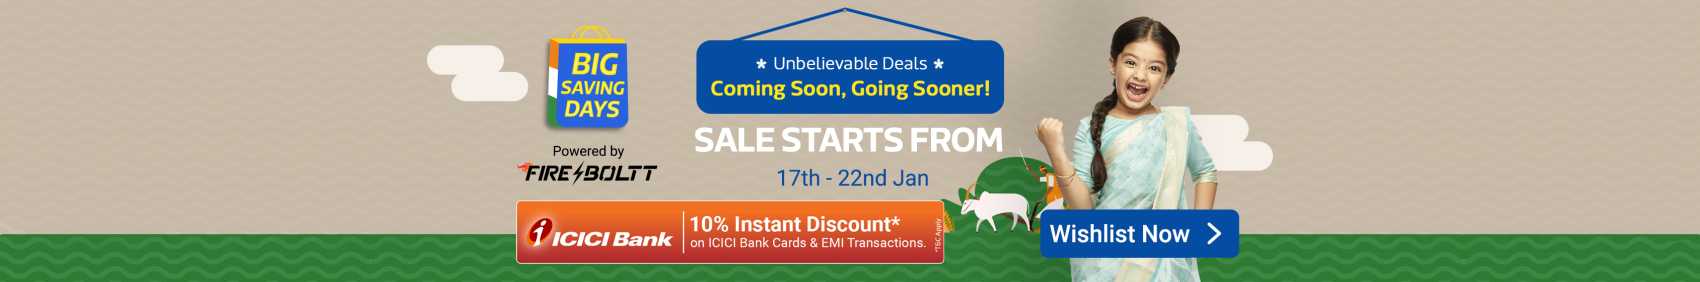 BIG
SAVING
DAYS
Powered by
FIRE BOLTT
* Unbelievable Deals *
Coming Soon, Going Sooner!
SALE STARTS FROM
17th - 22nd Jan
i ICICI Bank
10% Instant Discount*
on ICICI Bank Cards & EMI Transactions.
*T&C Apply
Wishlist Now >